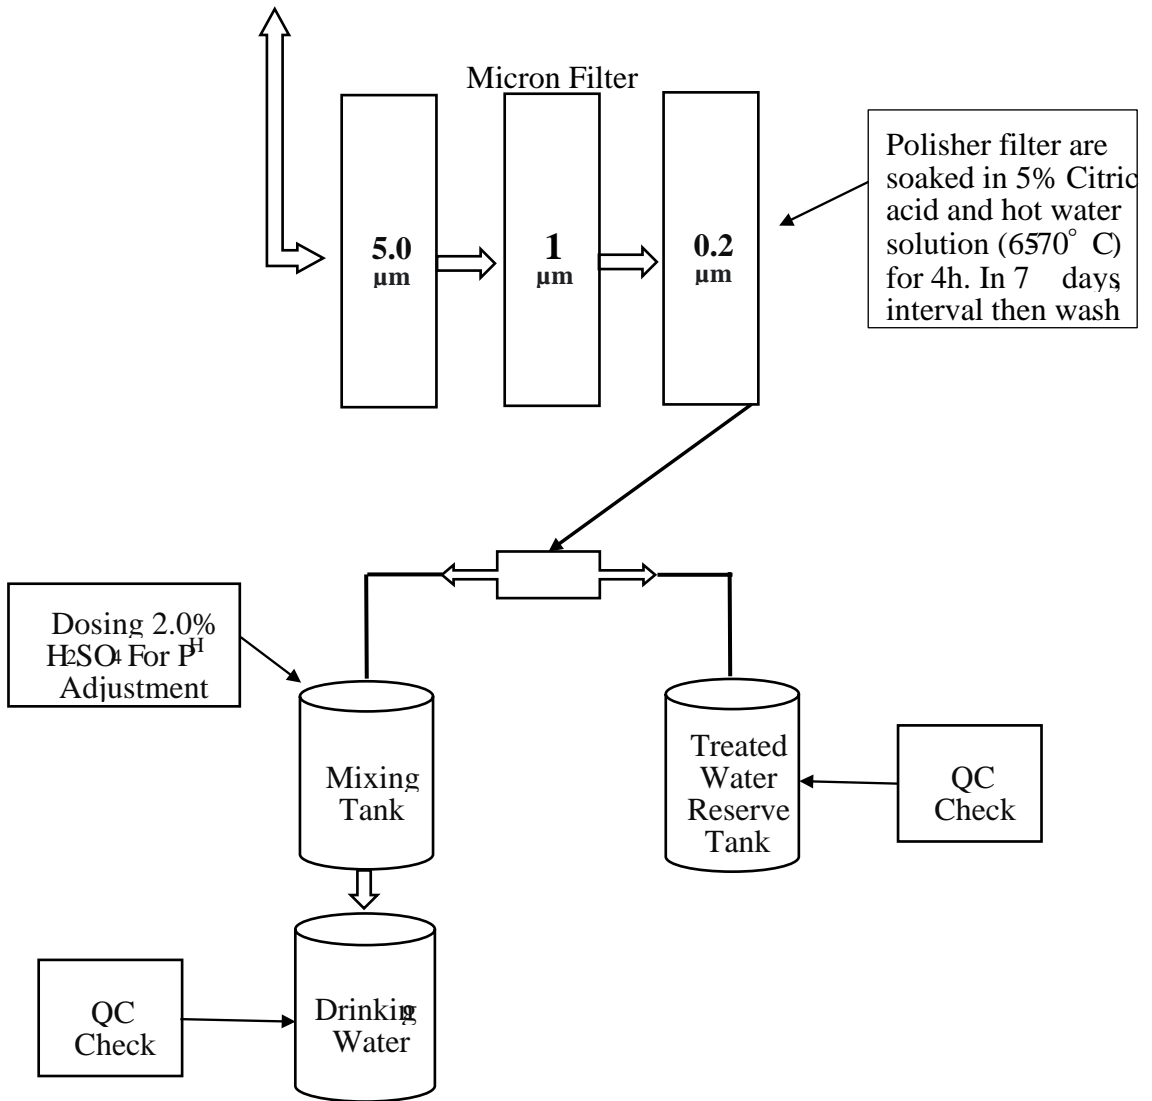 Micron Filter
5.0
µm
1
µm
0.2
µm
Polisher filter are
soaked in 5% Citric
acid and hot water
solution (65-70° C)
for 4h. In 7 days,
interval then wash
Dosing 2.0%
H2SO4 For PH
Adjustment
Mixing
Tank
Treated
Water
Reserve
Tank
QC
Check
QC
Check
Drinking
Water